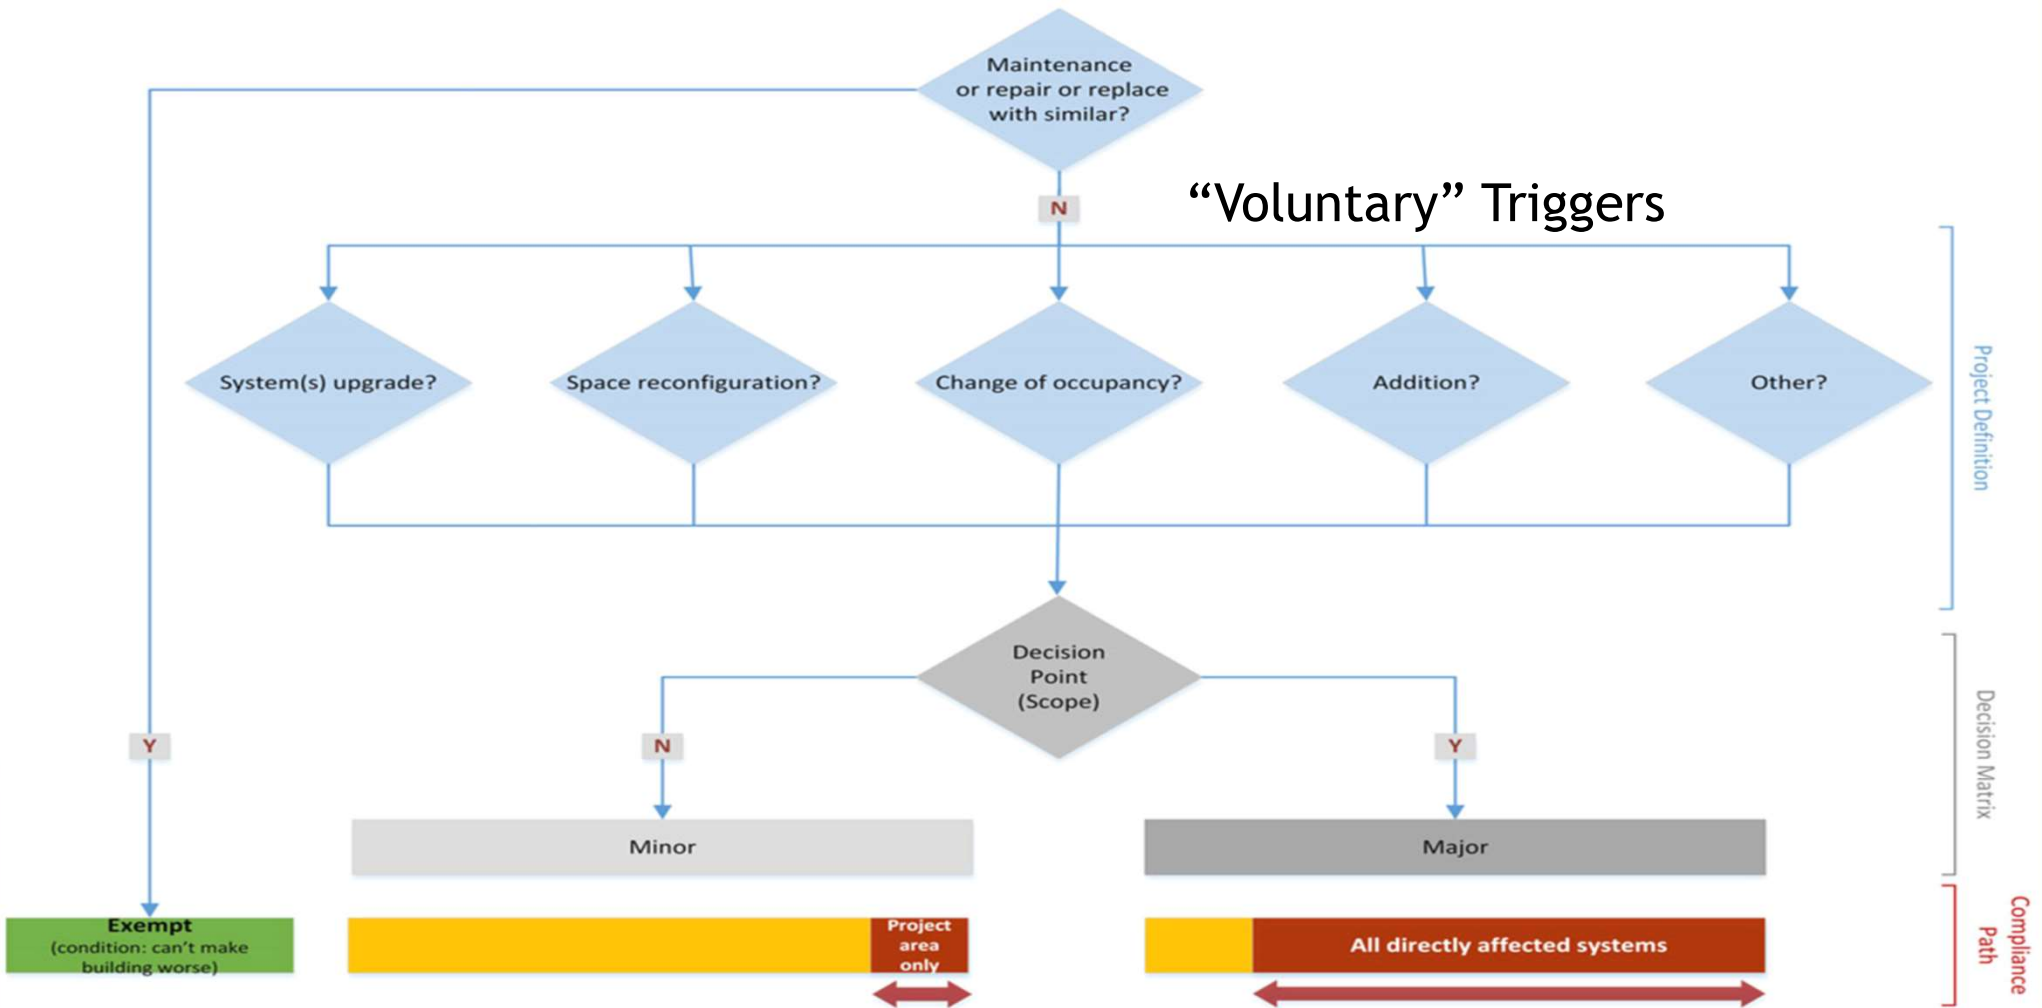 Maintenance
or repair or replace
with similar?
N
“Voluntary” Triggers
System(s) upgrade?
Space reconfiguration?
Change of occupancy?
Addition?
Other?
Project Definition
Decision
Point
(Scope)
Y
N
Y
Decision Matrix
Minor
Major
Exempt
(condition: can't make
building worse)
Project
area
only
All directly affected systems
Compliance
Path